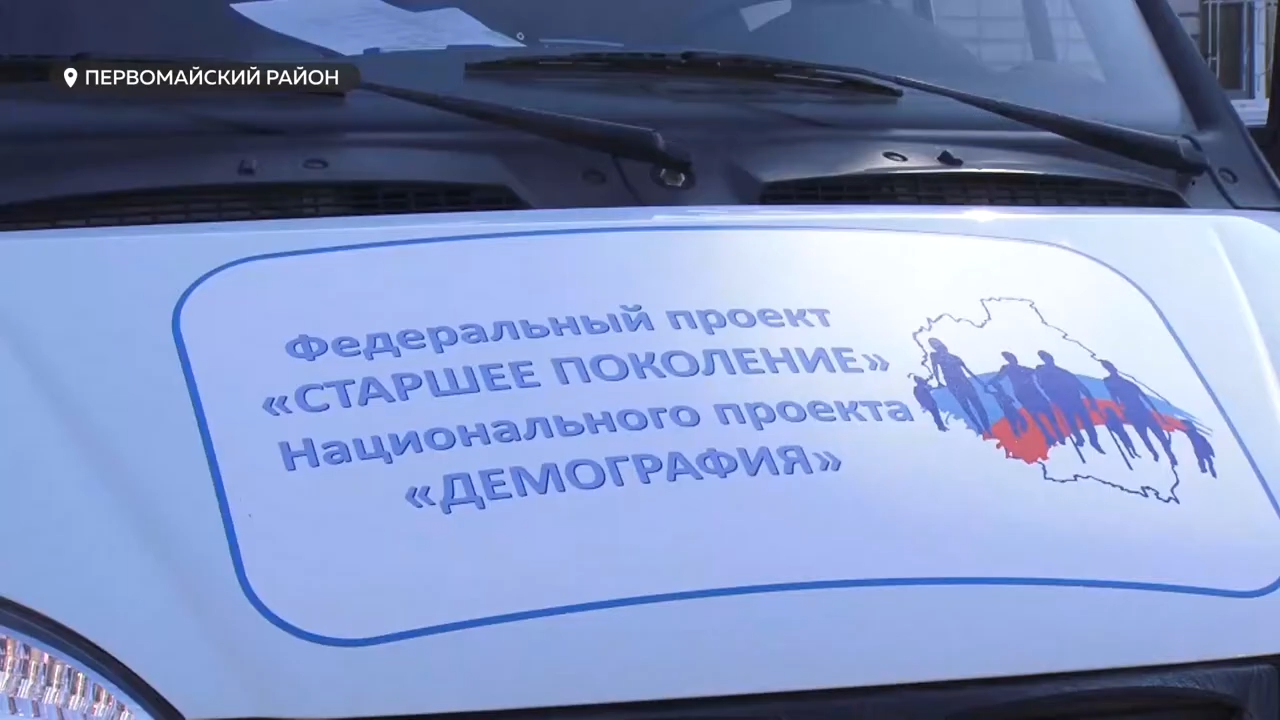 ПЕРВОМАЙСКИЙ РАЙОН
Федеральный проект
«СТАРШЕЕ ПОКОЛЕНИЕ»
Национального проекта
«ДЕМОГРАФИЯ»